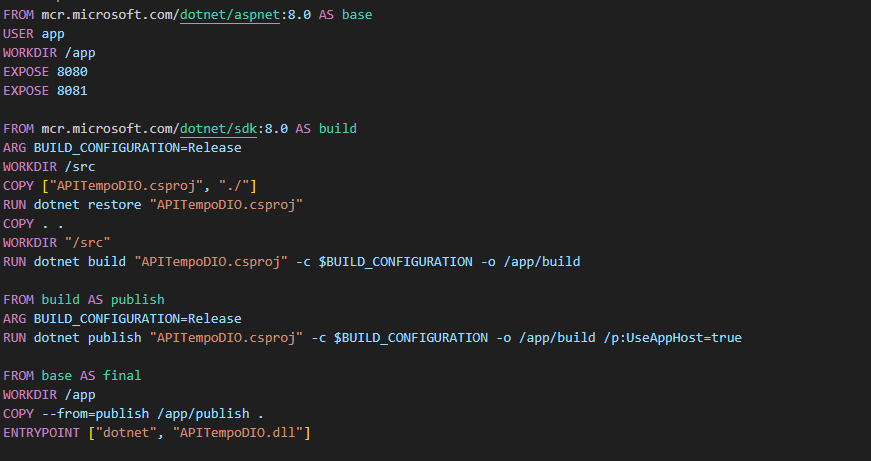 FROM mcr.microsoft.com/dotnet/aspnet:8.0 AS base
USER app
WORKDIR /app
EXPOSE 8080
EXPOSE 8081
FROM mcr.microsoft.com/dotnet/sdk:8.0 AS build
ARG BUILD_CONFIGURATION=Release
WORKDIR /src
COPY ["APITempoDIO.csproj", "./"]
RUN dotnet restore "APITempoDIO.csproj"
COPY . .
WORKDIR "/src"
RUN dotnet build "APITempoDIO.csproj" -c $BUILD_CONFIGURATION -o /app/build
FROM build AS publish
ARG BUILD_CONFIGURATION=Release
RUN dotnet publish "APITempoDIO.csproj" -c $BUILD_CONFIGURATION -o /app/build /p:UseAppHost=true
FROM base AS final
WORKDIR /app
COPY --from=publish /app/publish .
ENTRYPOINT ["dotnet", "APITempoDIO.dll"]